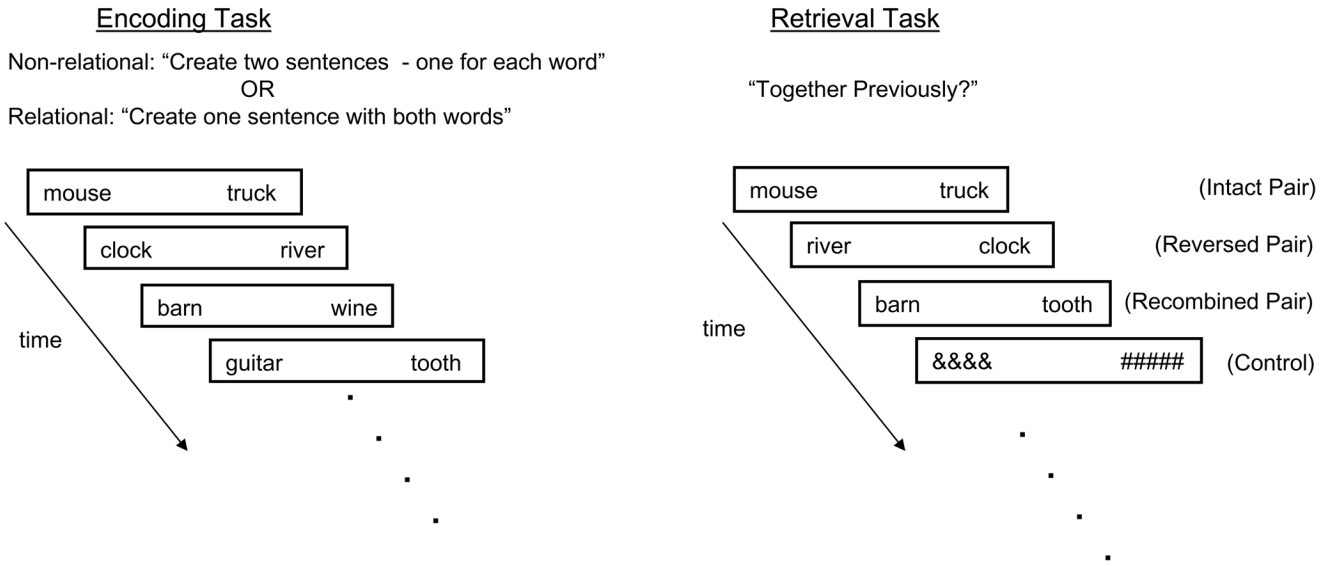 Encoding Task
Non-relational: “Create two sentences - one for each word”
OR
Relational: “Create one sentence with both words”
mouse truck
clock river
barn wine
guitar tooth
time
Retrieval Task
“Together Previously?”
mouse truck (Intact Pair)
river clock (Reversed Pair)
barn tooth (Recombined Pair)
&&&& ##### (Control)
time